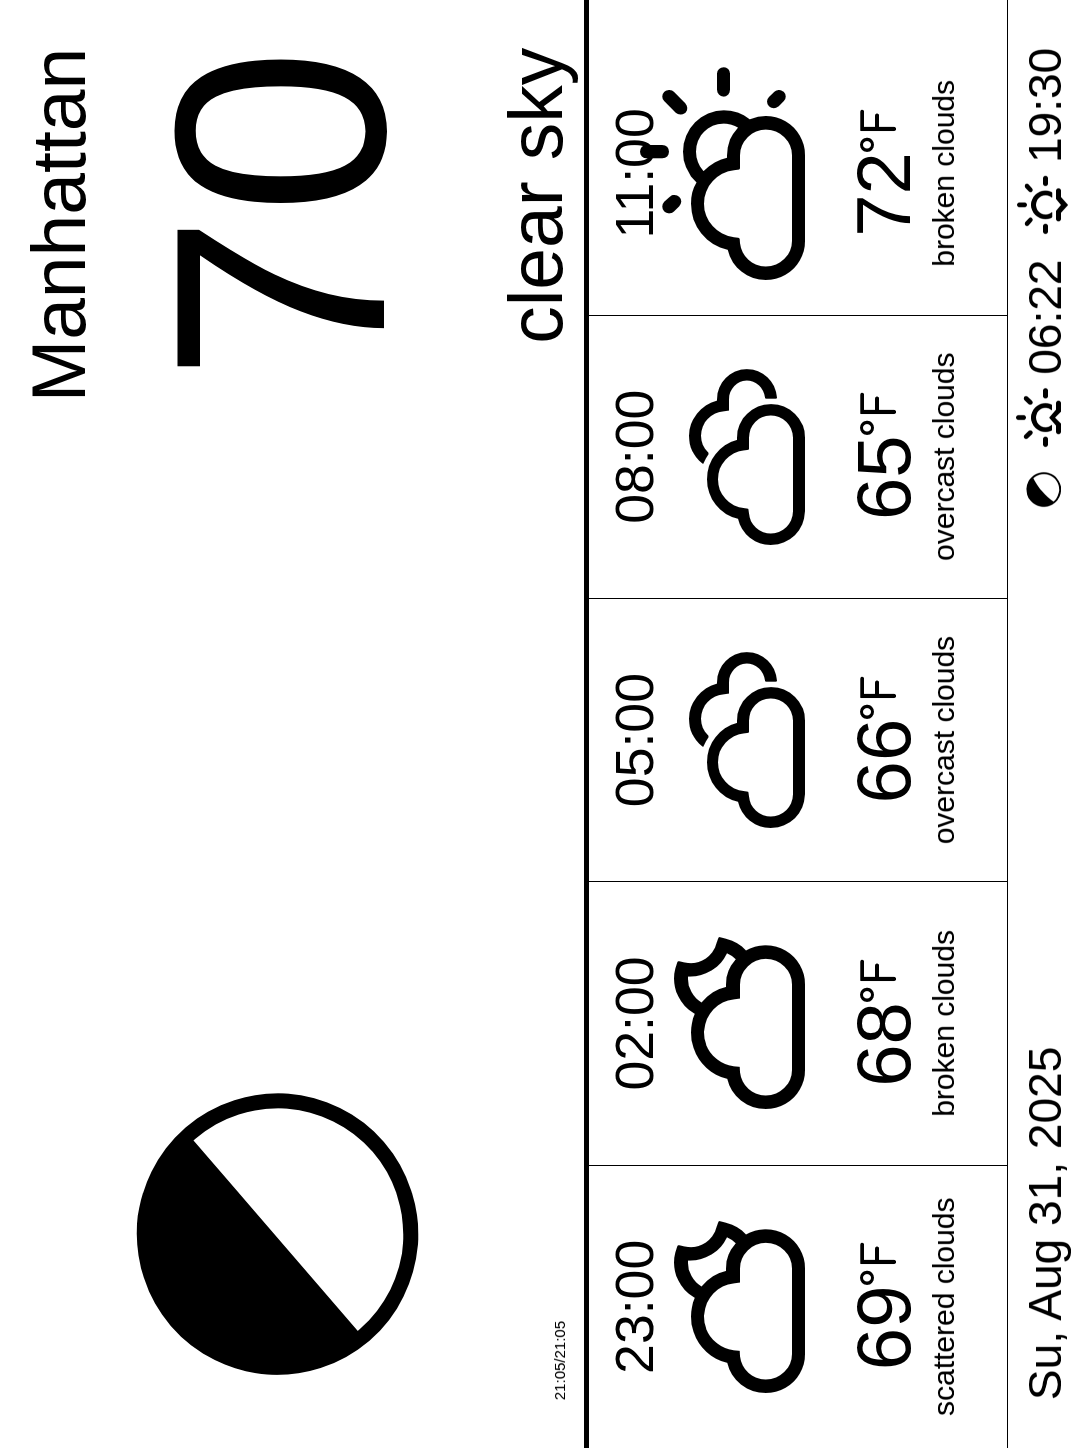 Manhattan
70
clear sky
21:05/21:05
23:00
69°F
scattered clouds
02:00
68°F
broken clouds
05:00
66°F
overcast clouds
08:00
65°F
overcast clouds
11:00
72°F
broken clouds
Su, Aug 31, 2025
06:22
19:30